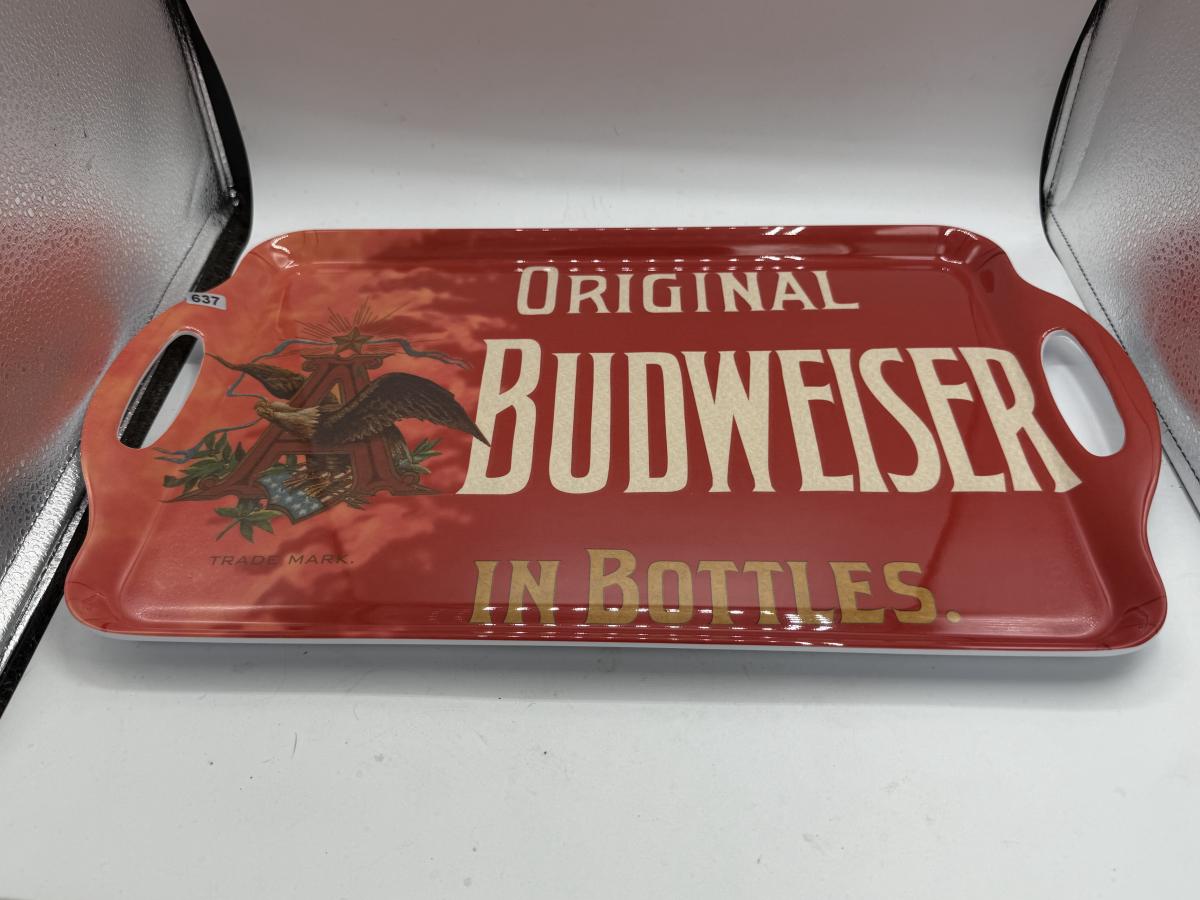 637
ORIGINAL
BUDWEISER
IN BOTTLES.
TRADE MARK.